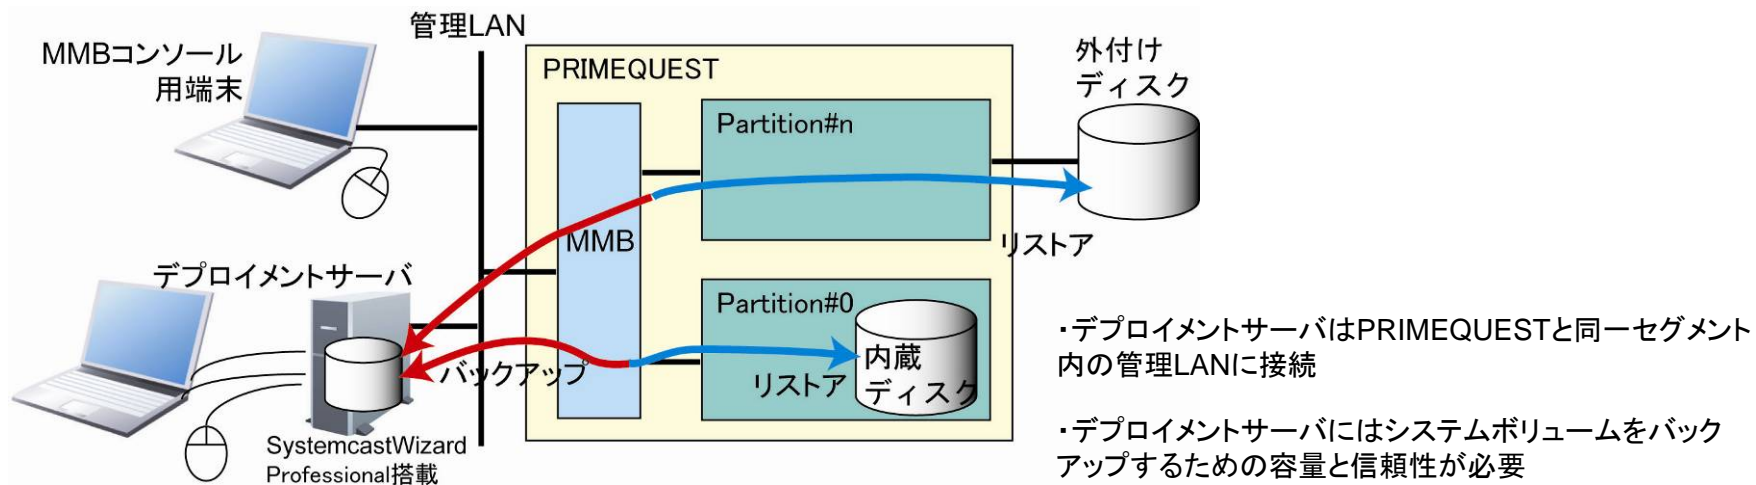 管理LAN
MMBコンソール
用端末
PRIMEQUEST
外付け
ディスク
Partition#n
MMB
リストア
デプロイメントサーバ
Partition#0
内蔵
ディスク
バックアップ
リストア
SystemcastWizard
Professional搭載
・デプロイメントサーバはPRIMEQUESTと同一セグメント
内の管理LANに接続
・デプロイメントサーバにはシステムボリュームをバック
アップするための容量と信頼性が必要